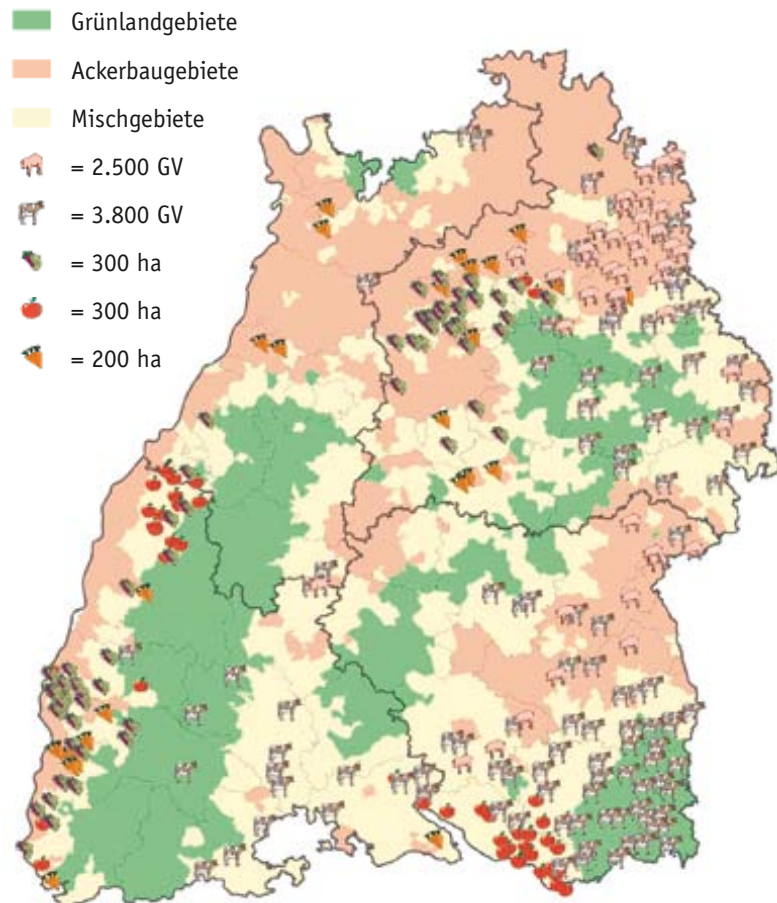 Grünlandgebiete
Ackerbaugebiete
Mischgebiete
= 2.500 GV
= 3.800 GV
= 300 ha
= 300 ha
= 200 ha